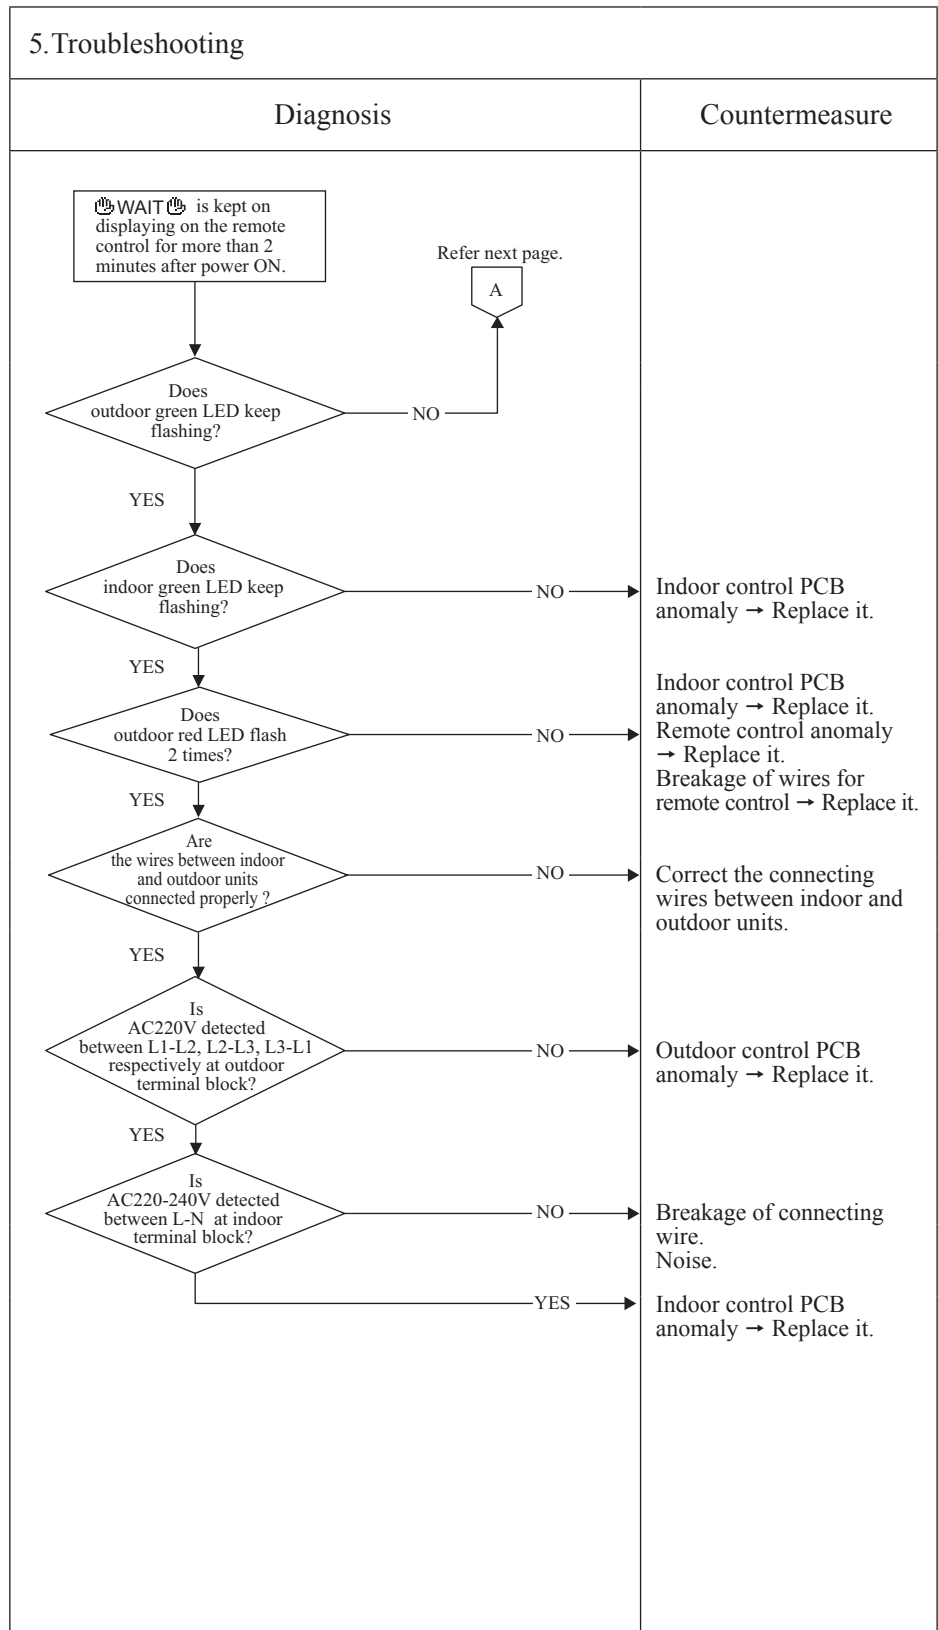 5.Troubleshooting
Diagnosis
Countermeasure
WAIT is kept on
displaying on the remote
control for more than 2
minutes after power ON.
Refer next page.
A
Does
outdoor green LED keep
flashing?
NO
YES
Does
indoor green LED keep
flashing?
NO
Indoor control PCB
anomaly → Replace it.
YES
Does
outdoor red LED flash
2 times?
NO
Indoor control PCB
anomaly → Replace it.
Remote control anomaly
→ Replace it.
Breakage of wires for
remote control → Replace it.
YES
Are
the wires between indoor
and outdoor units
connected properly ?
NO
Correct the connecting
wires between indoor and
outdoor units.
YES
Is
AC220V detected
between L1-L2, L2-L3, L3-L1
respectively at outdoor
terminal block?
NO
Outdoor control PCB
anomaly → Replace it.
YES
Is
AC220-240V detected
between L-N at indoor
terminal block?
NO
Breakage of connecting
wire.
Noise.
YES
Indoor control PCB
anomaly → Replace it.